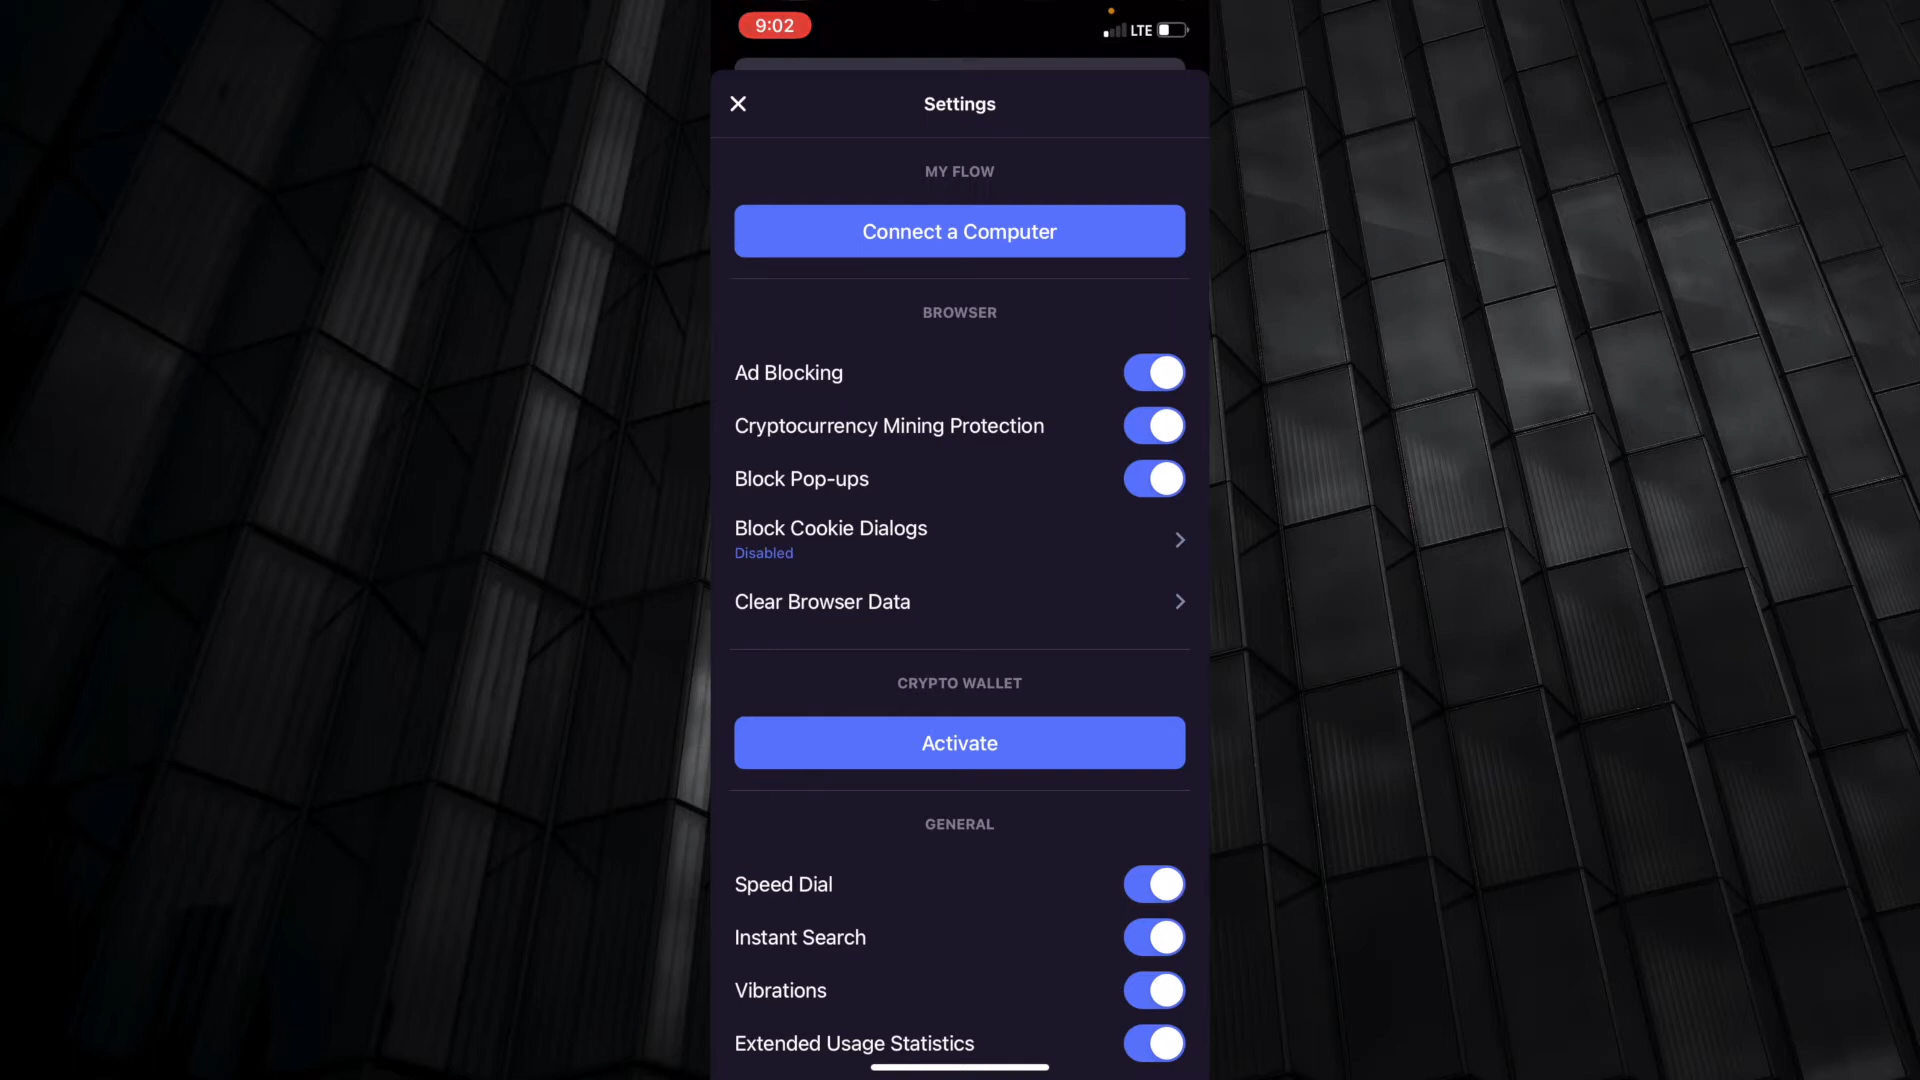 9:02
LTE
Settings
MY FLOW
Connect a Computer
BROWSER
Ad Blocking
Cryptocurrency Mining Protection
Block Pop-ups
Block Cookie Dialogs
Disabled
Clear Browser Data
CRYPTO WALLET
Activate
GENERAL
Speed Dial
Instant Search
Vibrations
Extended Usage Statistics